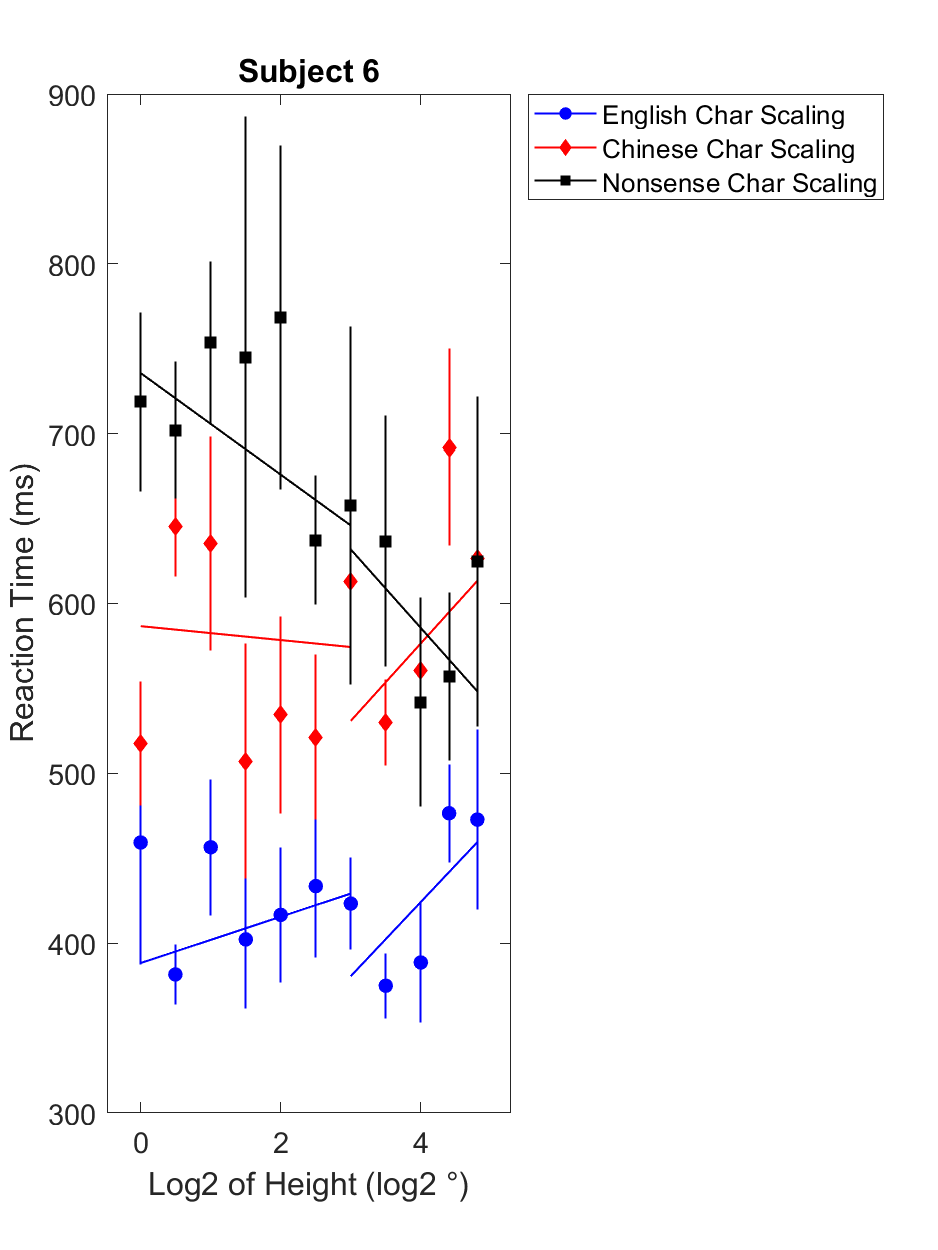 Subject 6
900
800
700
600
500
400
300
Reaction Time (ms)
0 2 4
Log2 of Height (log2 °)
English Char Scaling
Chinese Char Scaling
Nonsense Char Scaling